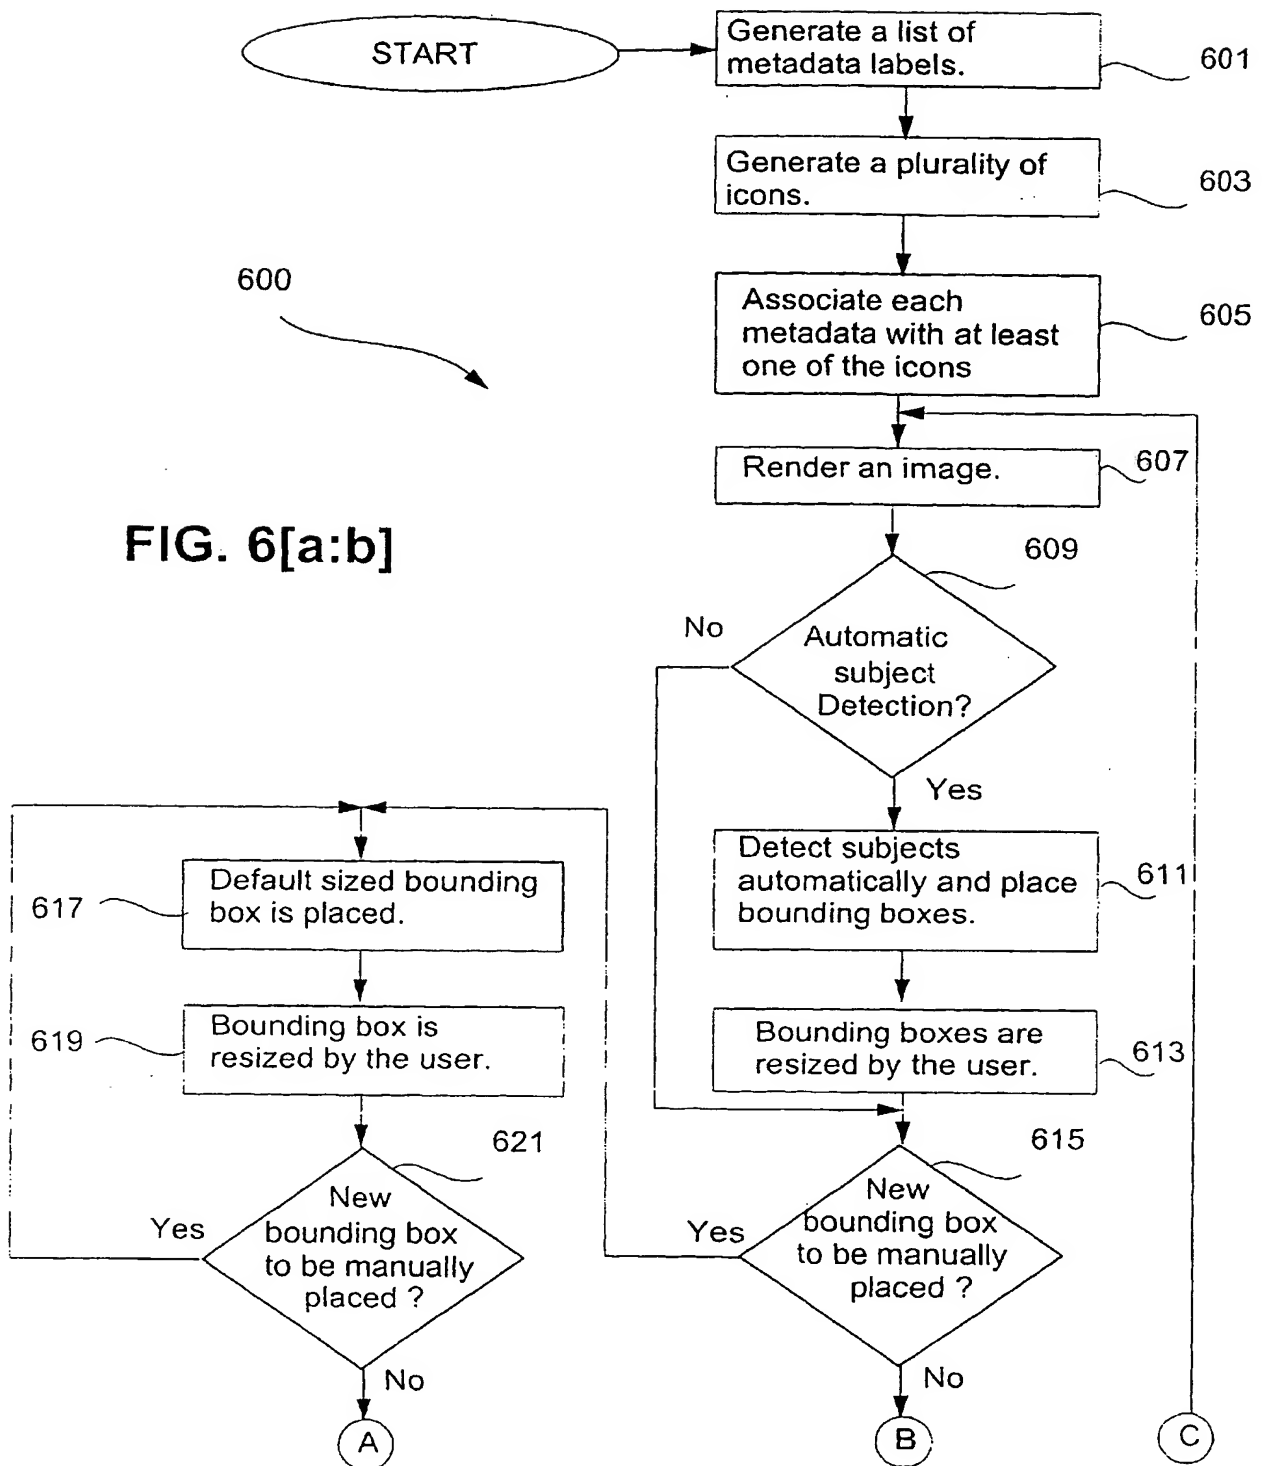 START
Generate a list of
metadata labels.
601
Generate a plurality of
icons.
603
600
Associate each
metadata with at least
one of the icons
605
Render an image.
607
FIG. 6[a:b]
609
No
Automatic
subject
Detection?
Yes
Detect subjects
automatically and place
bounding boxes.
611
617
Default sized bounding
box is placed.
619
Bounding box is
resized by the user.
Bounding boxes are
resized by the user.
613
621
Yes
New
bounding box
to be manually
placed ?
No
615
Yes
New
bounding box
to be manually
placed ?
No
A
B
C